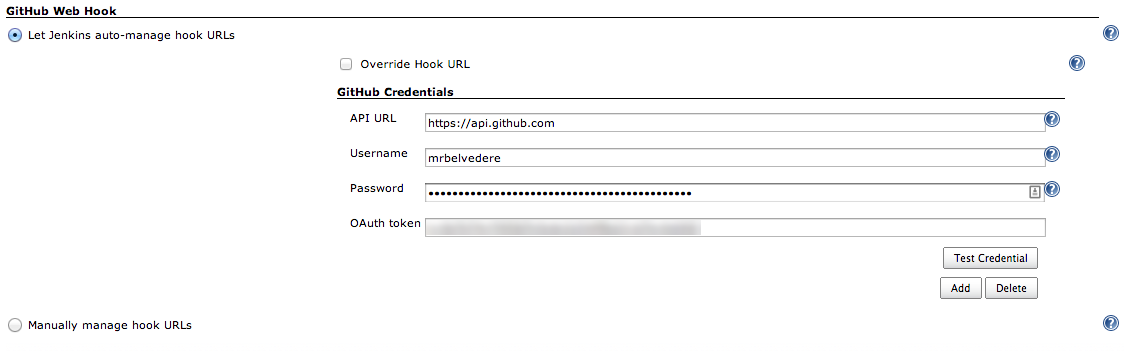 GitHub Web Hook
Let Jenkins auto-manage hook URLs
Override Hook URL
GitHub Credentials
API URL https://api.github.com
Username mrbelvedere
Password
OAuth token
Test Credential
Add Delete
Manually manage hook URLs